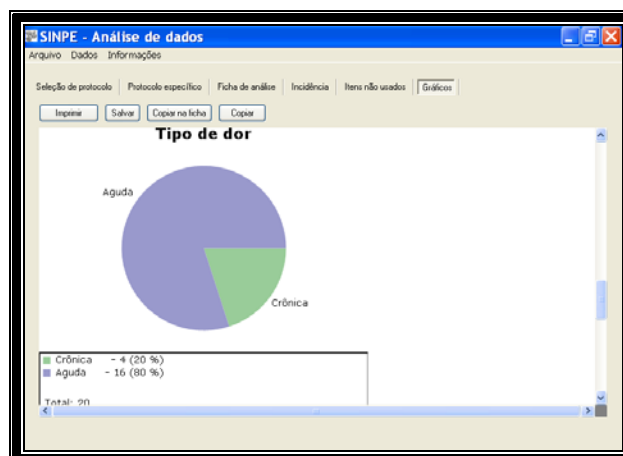 SINPE - Análise de dados
Arquivo Dados Informações
Seleção de protocolo Protocolo específico Ficha de análise Incidência Itens não usados Gráficos
Imprimir Salvar Copiar na ficha Copiar
Tipo de dor
Aguda
Crônica
Crônica - 4 (20 %)
Aguda - 16 (80 %)
Total: 20